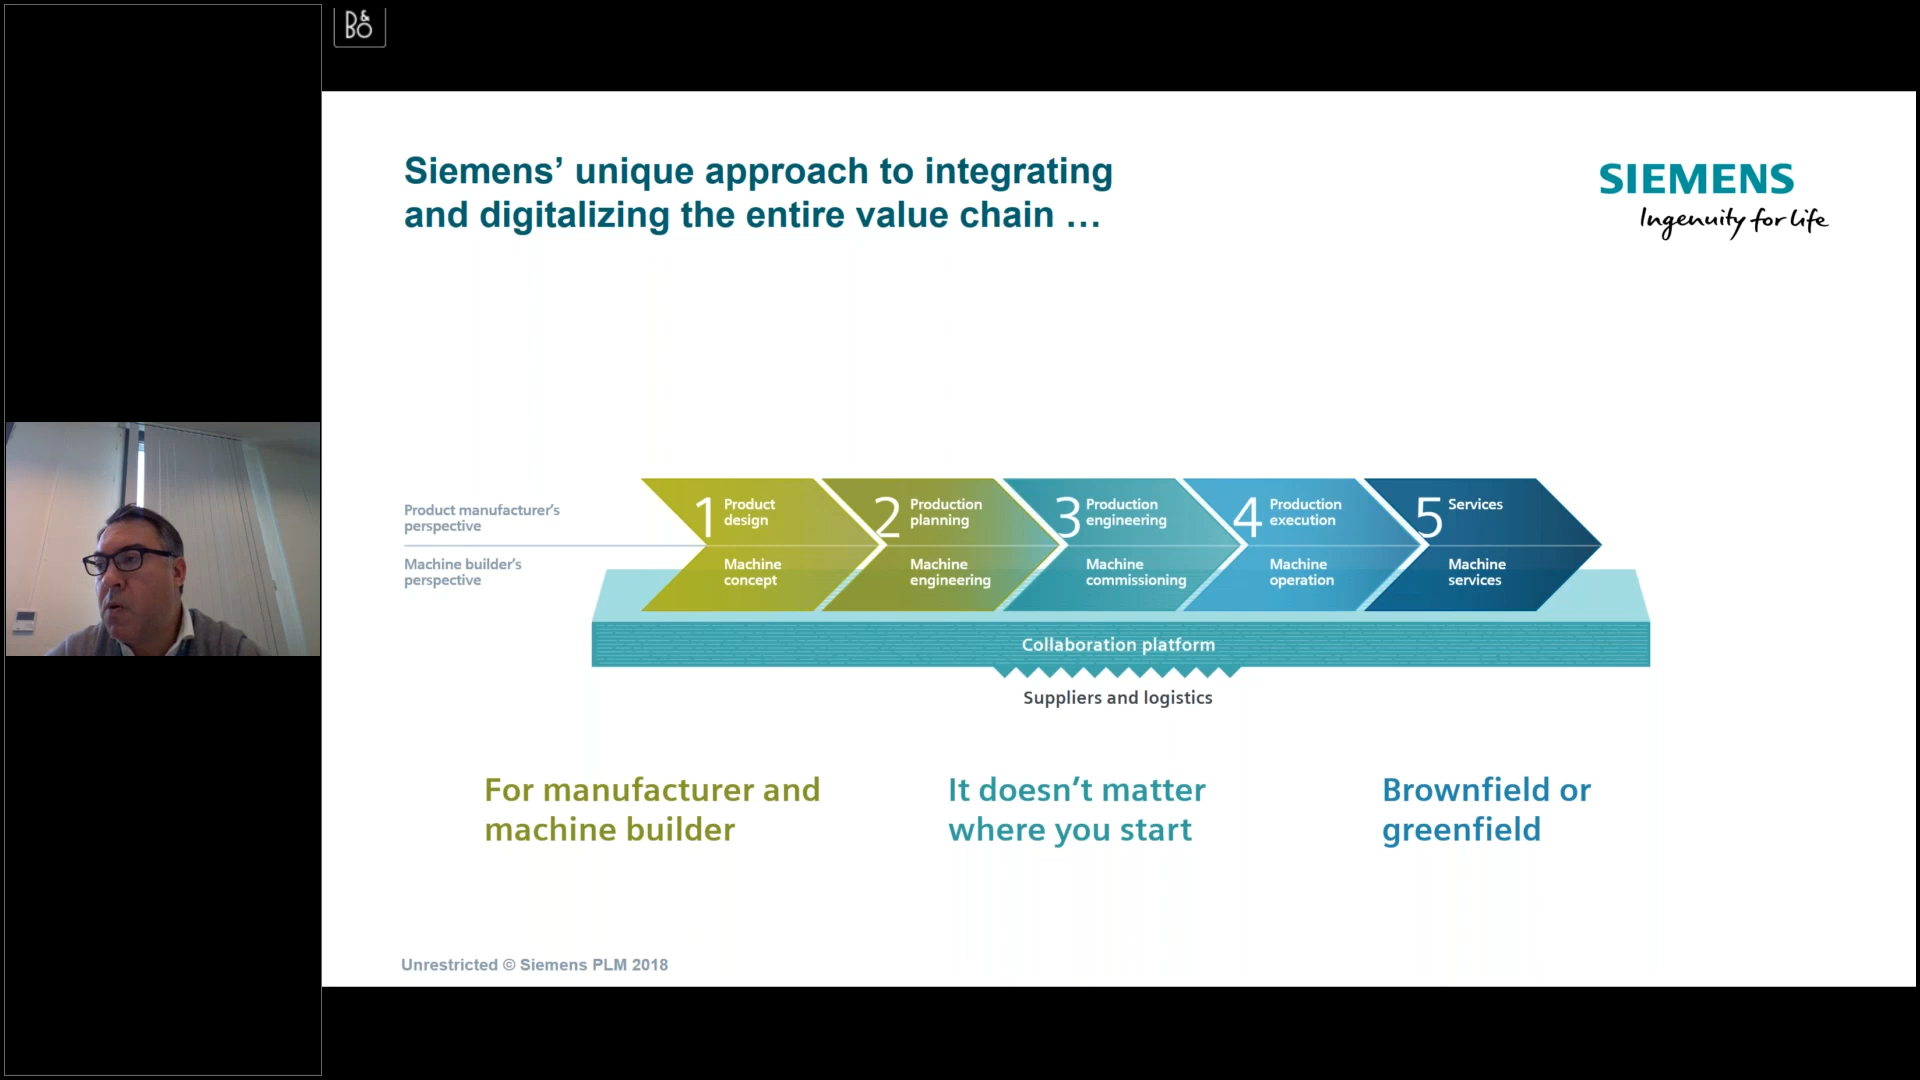 B&O
Siemens’ unique approach to integrating
and digitalizing the entire value chain …
SIEMENS
Ingenuity for life
Product manufacturer’s
perspective
Machine builder’s
perspective
1 Product
design
Machine
concept
2 Production
planning
Machine
engineering
3 Production
engineering
Machine
commissioning
4 Production
execution
Machine
operation
5 Services
Machine
services
Collaboration platform
Suppliers and logistics
For manufacturer and
machine builder
It doesn’t matter
where you start
Brownfield or
greenfield
Unrestricted © Siemens PLM 2018